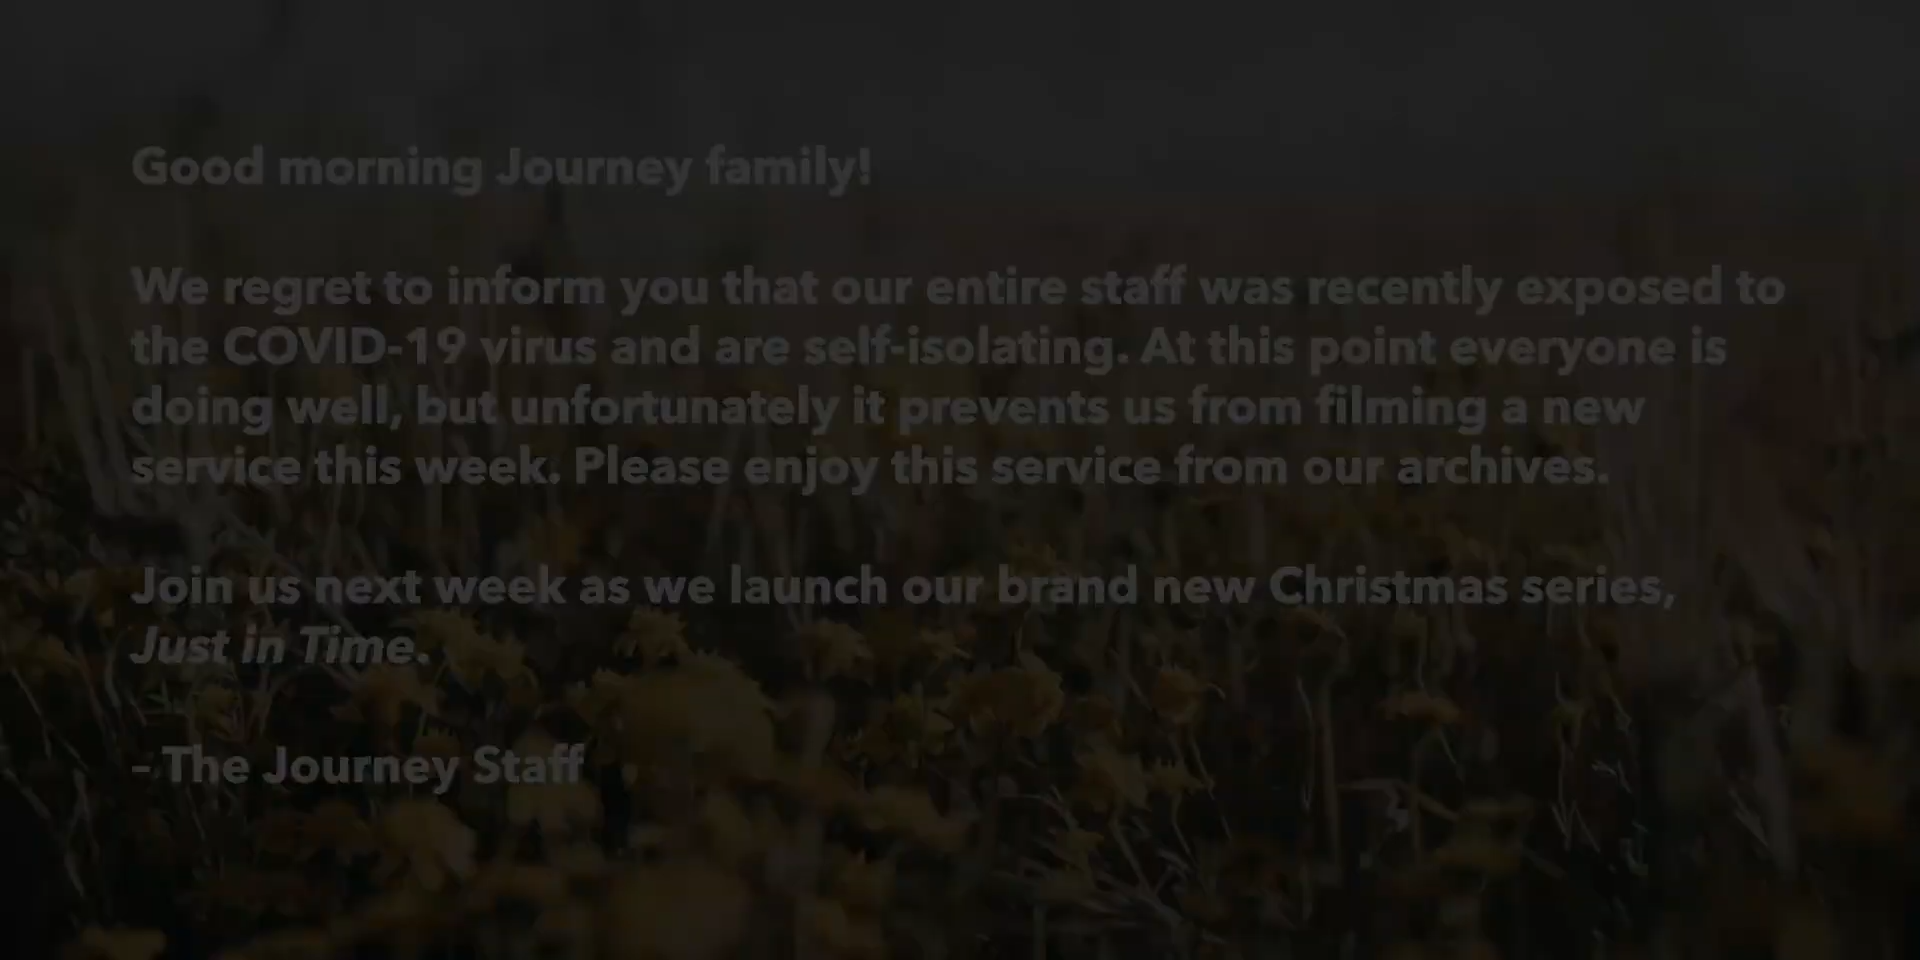 Good morning Journey family!
We regret to inform you that our entire staff was recently exposed to
the COVID-19 virus and are self-isolating. At this point everyone is
doing well, but unfortunately it prevents us from filming a new
service this week. Please enjoy this service from our archives.
Join us next week as we launch our brand new Christmas series,
Just in Time.
- The Journey Staff